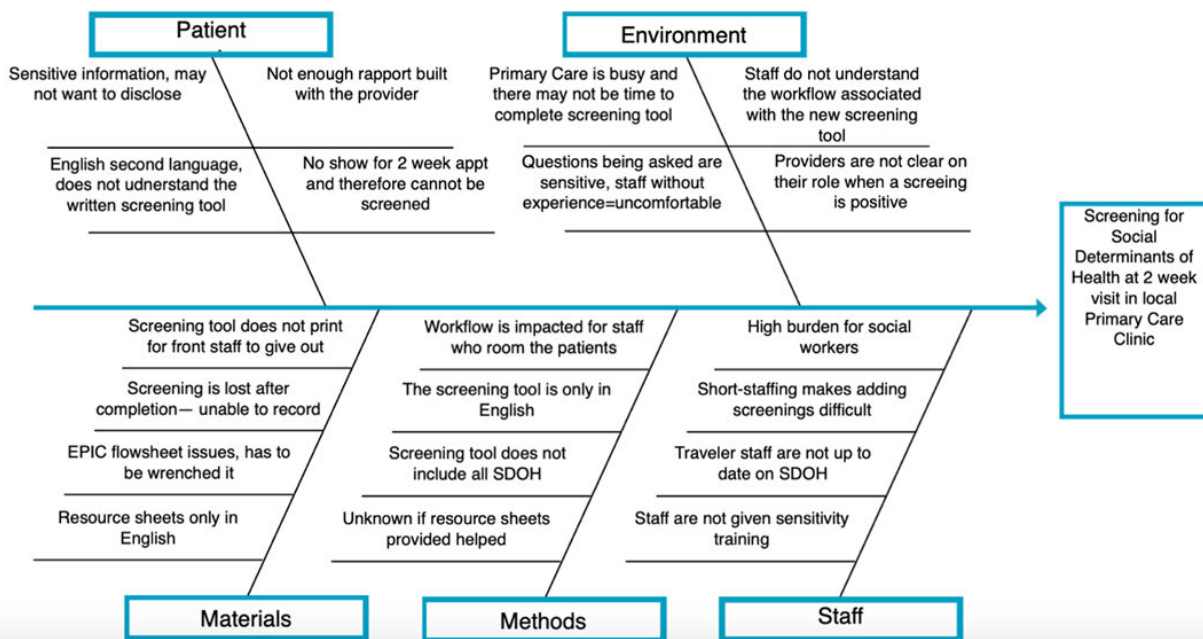 Patient
Environment
Sensitive information, may
not want to disclose
Not enough rapport built
with the provider
Primary Care is busy and
there may not be time to
complete screening tool
Staff do not understand
the workflow associated
with the new screening
tool
English second language,
does not udnerstand the
written screening tool
No show for 2 week appt
and therefore cannot be
screened
Questions being asked are
sensitive, staff without
experience=uncomfortable
Providers are not clear on
their role when a screeing
is positive
Screening for
Social
Determinants of
Health at 2 week
visit in local
Primary Care
Clinic
Screening tool does not print
for front staff to give out
Screening is lost after
completion— unable to record
EPIC flowsheet issues, has to
be wrenched it
Resource sheets only in
English
Workflow is impacted for staff
who room the patients
The screening tool is only in
English
Screening tool does not
include all SDOH
Unknown if resource sheets
provided helped
High burden for social
workers
Short-staffing makes adding
screenings difficult
Traveler staff are not up to
date on SDOH
Staff are not given sensitivity
training
Materials
Methods
Staff